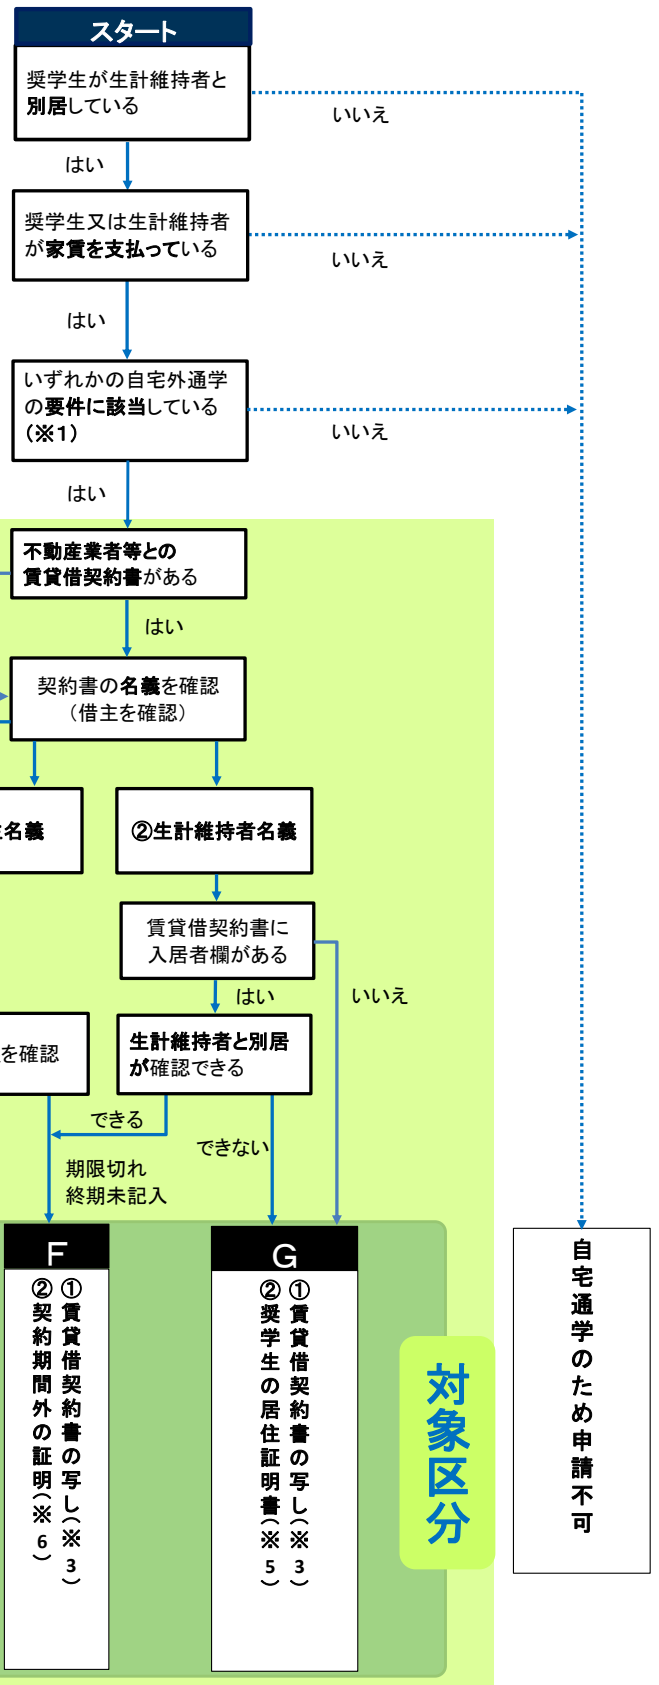 スタート
奨学生が生計維持者と
別居している
いいえ
はい
奨学生又は生計維持者
が家賃を支払っている
いいえ
はい
いずれかの自宅外通学
の要件に該当している
(※1)
いいえ
はい
不動産業者等との
賃貸借契約書がある
はい
契約書の名義を確認
(借主を確認)
名義
②生計維持者名義
賃貸借契約書に
入居者欄がある
はい
いいえ
を確認
生計維持者と別居
が確認できる
できる
できない
期限切れ
終期未記入
F
①賃貸借契約書の写し(※3)
②契約期間外の証明(※6)
G
①賃貸借契約書の写し(※3)
②奨学生の居住証明書(※5)
対象区分
自宅通学のため申請不可